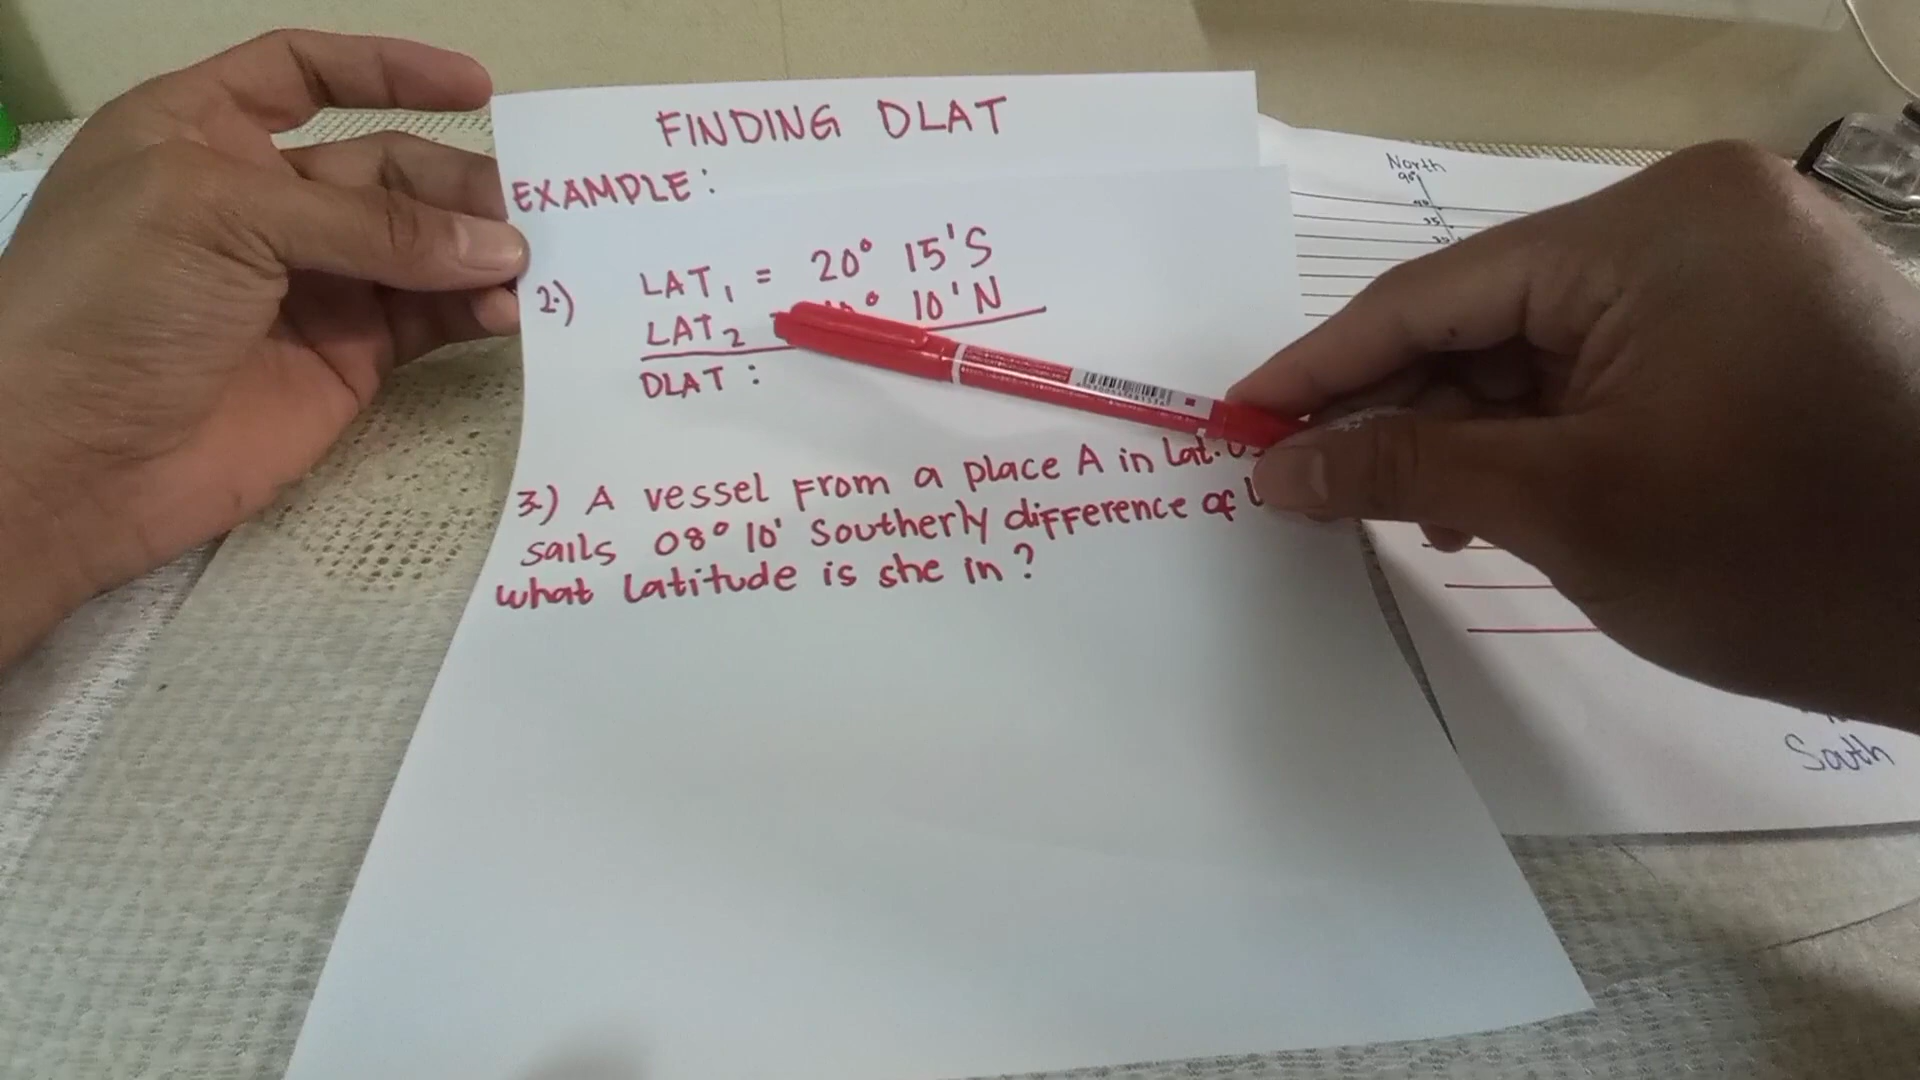 FINDING DLAT
EXAMPLE:
2.) LAT1 = 20° 15'S
LAT2 ° 10'N
DLAT:
3.) A vessel from a place A in Lat.
sails 08° 10' Southerly difference of
what Latitude is she in?
North
90°
South